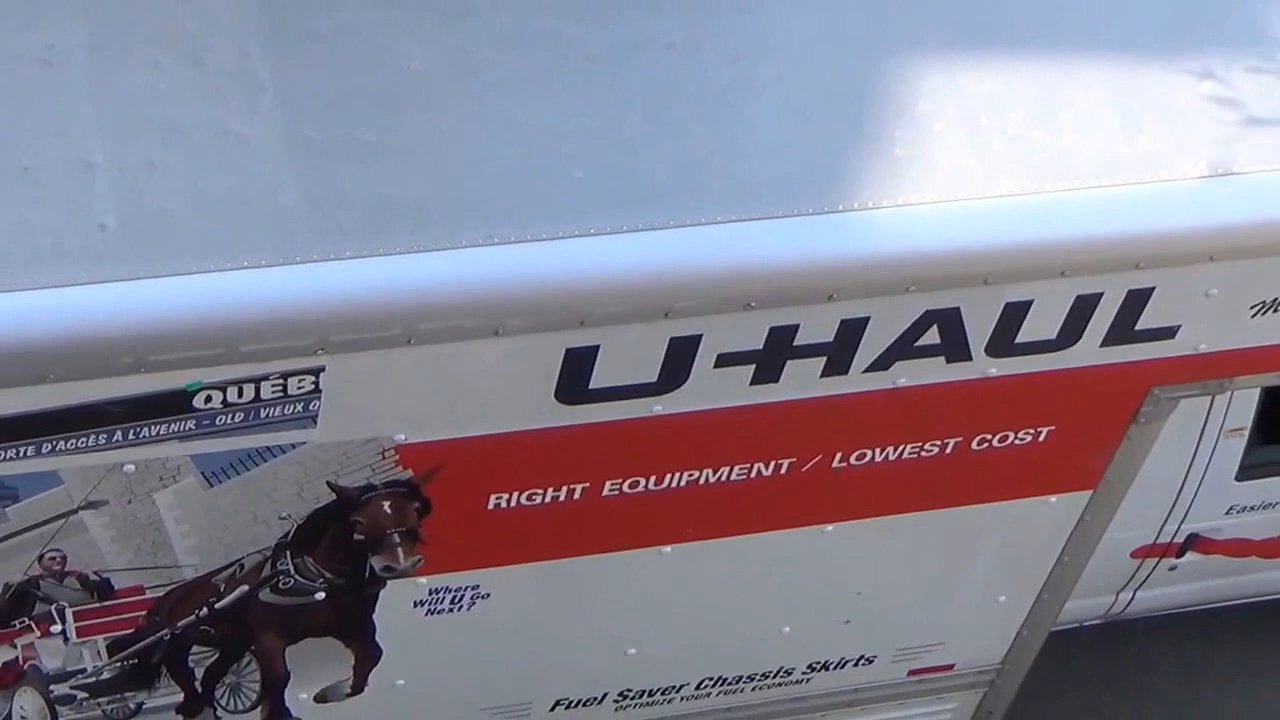 U-HAUL
QUÉB
ORTE D'ACCÈS À L'AVENIR – OLD / VIEUX Q
RIGHT EQUIPMENT / LOWEST COST
Where
Will U Go
Next?
Easier
Fuel $aver Chassis Skirts
OPTIMIZE YOUR FUEL ECONOMY